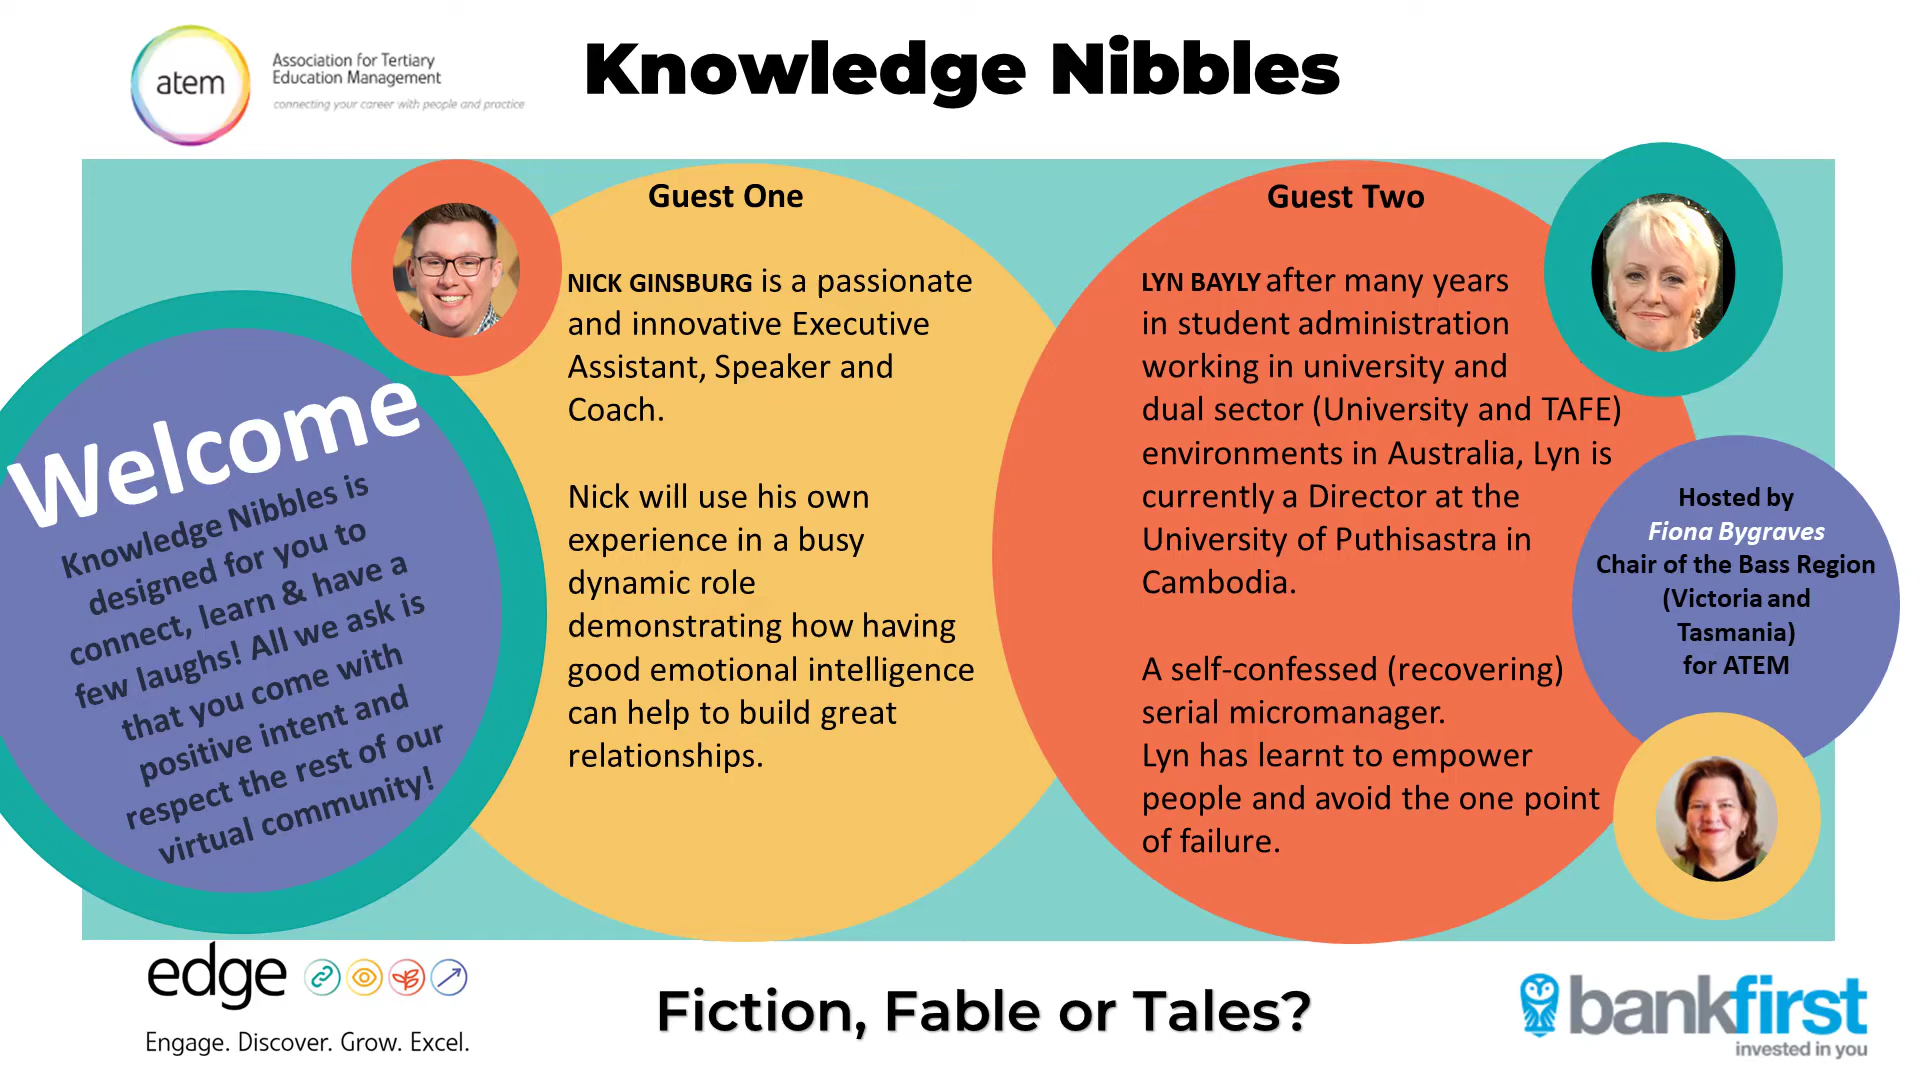 atem
Association for Tertiary
Education Management
connecting your career with people and practice
Knowledge Nibbles
Welcome
Knowledge Nibbles is
designed for you to
connect, learn & have a
few laughs! All we ask is
that you come with
positive intent and
respect the rest of our
virtual community!
Guest One
NICK GINSBURG is a passionate
and innovative Executive
Assistant, Speaker and
Coach.
Nick will use his own
experience in a busy
dynamic role
demonstrating how having
good emotional intelligence
can help to build great
relationships.
Guest Two
LYN BAYLY after many years
in student administration
working in university and
dual sector (University and TAFE)
environments in Australia, Lyn is
currently a Director at the
University of Puthisastra in
Cambodia.
A self-confessed (recovering)
serial micromanager.
Lyn has learnt to empower
people and avoid the one point
of failure.
Hosted by
Fiona Bygraves
Chair of the Bass Region
(Victoria and
Tasmania)
for ATEM
edge
Engage. Discover. Grow. Excel.
Fiction, Fable or Tales?
bankfirst
invested in you